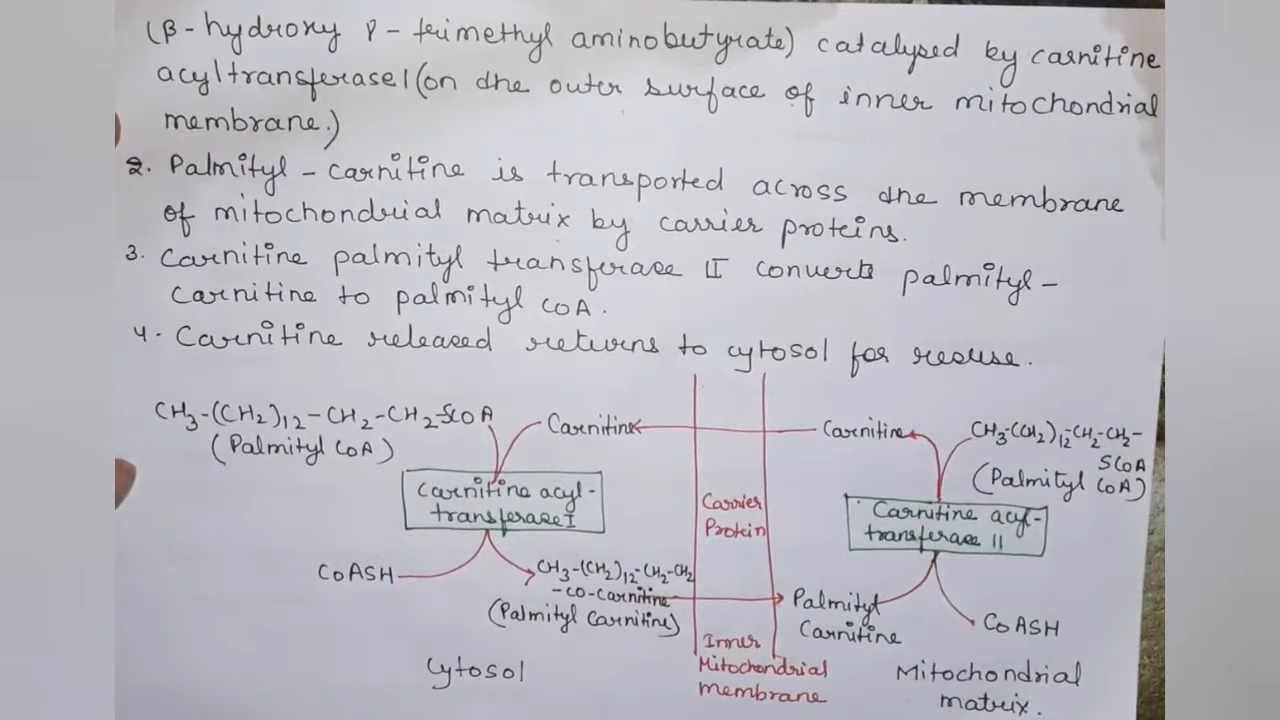 (β-hydroxy γ-trimethyl aminobutyrate) catalysed by carnitine
acyltransferase I (on the outer surface of inner mitochondrial
membrane.)
2. Palmityl-carnitine is transported across the membrane
of mitochondrial matrix by carrier proteins.
3. Carnitine palmityl transferase II converts palmityl-
carnitine to palmityl COA.
4. Carnitine released returns to cytosol for reuse.
CH3-(CH2)12-CH2-CH2-SCOA
(Palmityl COA)
Carnitine acyl-
transferase I
CoASH
Carnitine
CH3-(CH2)12-CH2-CH2
-CO-Carnitine
(Palmityl Carnitine)
Cytosol
Carrier
Protein
Inner
Mitochondrial
membrane
Carnitine
CH3-(CH2)12-CH2-CH2-
SCOA
(Palmityl COA)
Carnitine acyl-
transferase II
Palmityl
Carnitine
CoASH
Mitochondrial
matrix.